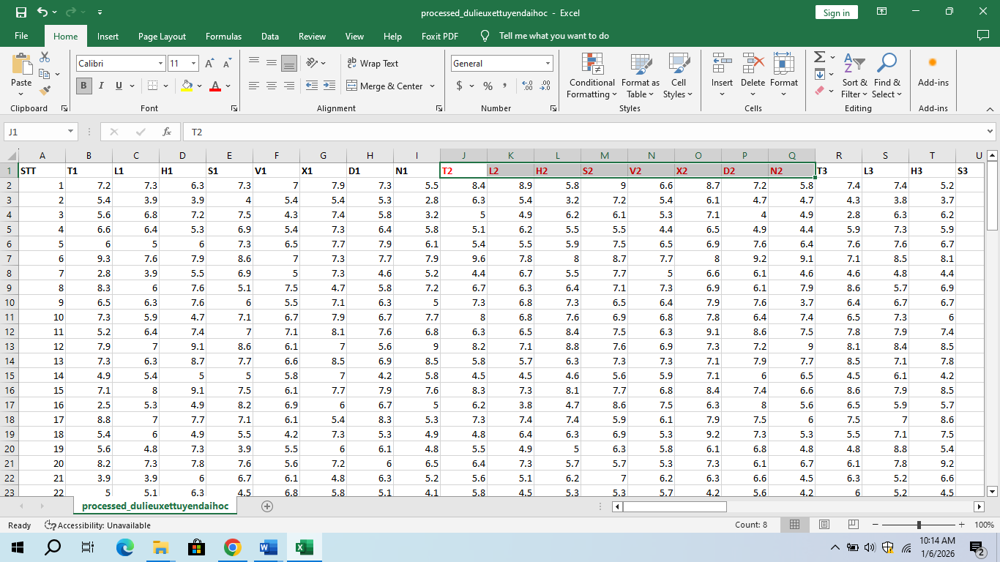 processed_dulieuxettuyendaihoc - Excel
Sign in
File Home Insert Page Layout Formulas Data Review View Help Foxit PDF Tell me what you want to do
Paste
Clipboard
Calibri 11
B I U A
Font
Wrap Text
Merge & Center
Alignment
General
$ % ,
Number
Conditional Formatting
Format as Table
Cell Styles
Styles
Insert Delete Format
Cells
Sort & Filter
Find & Select
Editing
Add-ins
Add-ins
J1 fx T2
A B C D E F G H I J K L M N O P Q R S T U
1 STT T1 L1 H1 S1 V1 X1 D1 N1 T2 L2 H2 S2 V2 X2 D2 N2 T3 L3 H3 S3
2 1 7.2 7.3 6.3 7.3 7 7.9 7.3 5.5 8.4 8.9 5.8 9 6.6 8.7 7.2 5.8 7.4 7.4 5.2
3 2 5.4 3.9 3.9 4 5.4 5.4 5.3 2.8 6.3 5.4 3.2 7.2 5.4 6.1 4.7 4.7 4.3 3.8 3.7
4 3 5.6 6.8 7.2 7.5 4.3 7.4 5.8 3.2 5 4.9 6.2 6.1 5.3 7.1 4 4.9 2.8 6.3 6.2
5 4 6.6 6.4 5.3 6.9 5.4 7.3 6.4 5.8 5.1 6.2 5.5 5.5 4.4 6.5 4.9 4.4 5.9 7.3 5.9
6 5 6 5 6 7.3 6.5 7.7 7.9 6.1 5.4 5.5 5.9 7.5 6.5 6.9 7.6 6.4 7.6 7.6 6.7
7 6 9.3 7.6 7.9 8.6 7 7.3 7.7 7.9 9.6 7.8 8 8.7 7.7 8 9.2 9.1 7.1 8.5 8.1
8 7 2.8 3.9 5.5 6.9 5 7.3 4.6 5.2 4.4 6.7 5.5 7.7 5 6.6 6.1 4.6 4.6 4.8 4.4
9 8 8.3 6 7.6 5.1 7.5 4.7 5.8 7.2 6.7 6.3 6.4 7.1 7.3 6.9 6.1 7.9 8.6 5.7 6.9
10 9 6.5 6.3 7.6 6 5.5 7.1 6.3 5 7.3 6.8 7.3 6.5 6.4 7.9 7.6 3.7 6.4 6.7 6.7
11 10 7.3 5.9 4.7 7.1 6.7 7.9 6.7 7.7 8 6.8 7.6 6.9 6.8 7.8 6.4 7.4 6.5 7.3 6
12 11 5.2 6.4 7.4 7 7.1 8.1 7.6 6.8 6.3 6.5 8.4 7.5 6.3 9.1 8.6 7.5 7.8 7.9 7.4
13 12 7.9 7 9.1 8.6 6.1 7 5.6 9 8.2 7.1 8.8 7.6 6.9 7.3 7.2 9 8.1 8.4 8.5
14 13 7.3 6.3 8.7 7.7 6.6 8.5 6.9 8.5 5.8 5.7 6.3 7.3 7.3 7.1 7.9 7.7 8.5 7.1 7.8
15 14 4.9 5.4 5 5 5.8 7 4.2 5.8 4.5 4.5 4.6 5.6 5.9 7.1 6 6.5 4.5 6.1 4.2
16 15 7.1 8 9.1 7.5 6.1 7.7 7.9 7.6 8.3 7.3 8.1 7.7 6.8 8.4 7.4 6.6 8.6 7.9 8.5
17 16 2.5 5.3 4.9 8.2 6.9 6 6.7 5 6.2 3.8 4.7 8.6 7.5 6.3 8 5.6 6.5 5.9 5.7
18 17 8.8 7 7.7 7.1 6.1 5.4 8.3 5.3 7.3 7.4 7.4 5.9 6.1 7.9 7.5 6 7.5 7 8.6
19 18 5.4 6 4.9 5.5 4.2 7.3 5.3 4.9 4.8 6.4 6.3 6.9 5.3 9.2 7.3 5.3 5.5 7.1 7.5
20 19 5.6 4.8 7.3 3.9 5.5 6 6.1 4.8 5.5 4.9 5 6.3 5.8 6.1 6.8 4.8 4.8 8.8 5.4
21 20 8.2 7.3 7.8 7.6 5.6 7.2 6 6.5 6.4 7.3 5.7 5.7 5.3 7.3 6.1 6.7 6.1 7.8 9.2
22 21 3.9 3.9 6 6.7 6.1 4.8 6.3 5.2 5.6 5.1 6.2 7 6.2 6.3 6.6 4.5 6.3 5.2 6.6
23 22 5 5.1 6.3 4.5 6.8 5.8 5.1 4.1 5.8 4.5 5.3 5.3 5.7 4.2 5.6 4.2 6 5.2 4.5
processed_dulieuxettuyendaihoc
Ready Accessibility: Unavailable Count: 8 100%
10:14 AM
1/6/2026
2